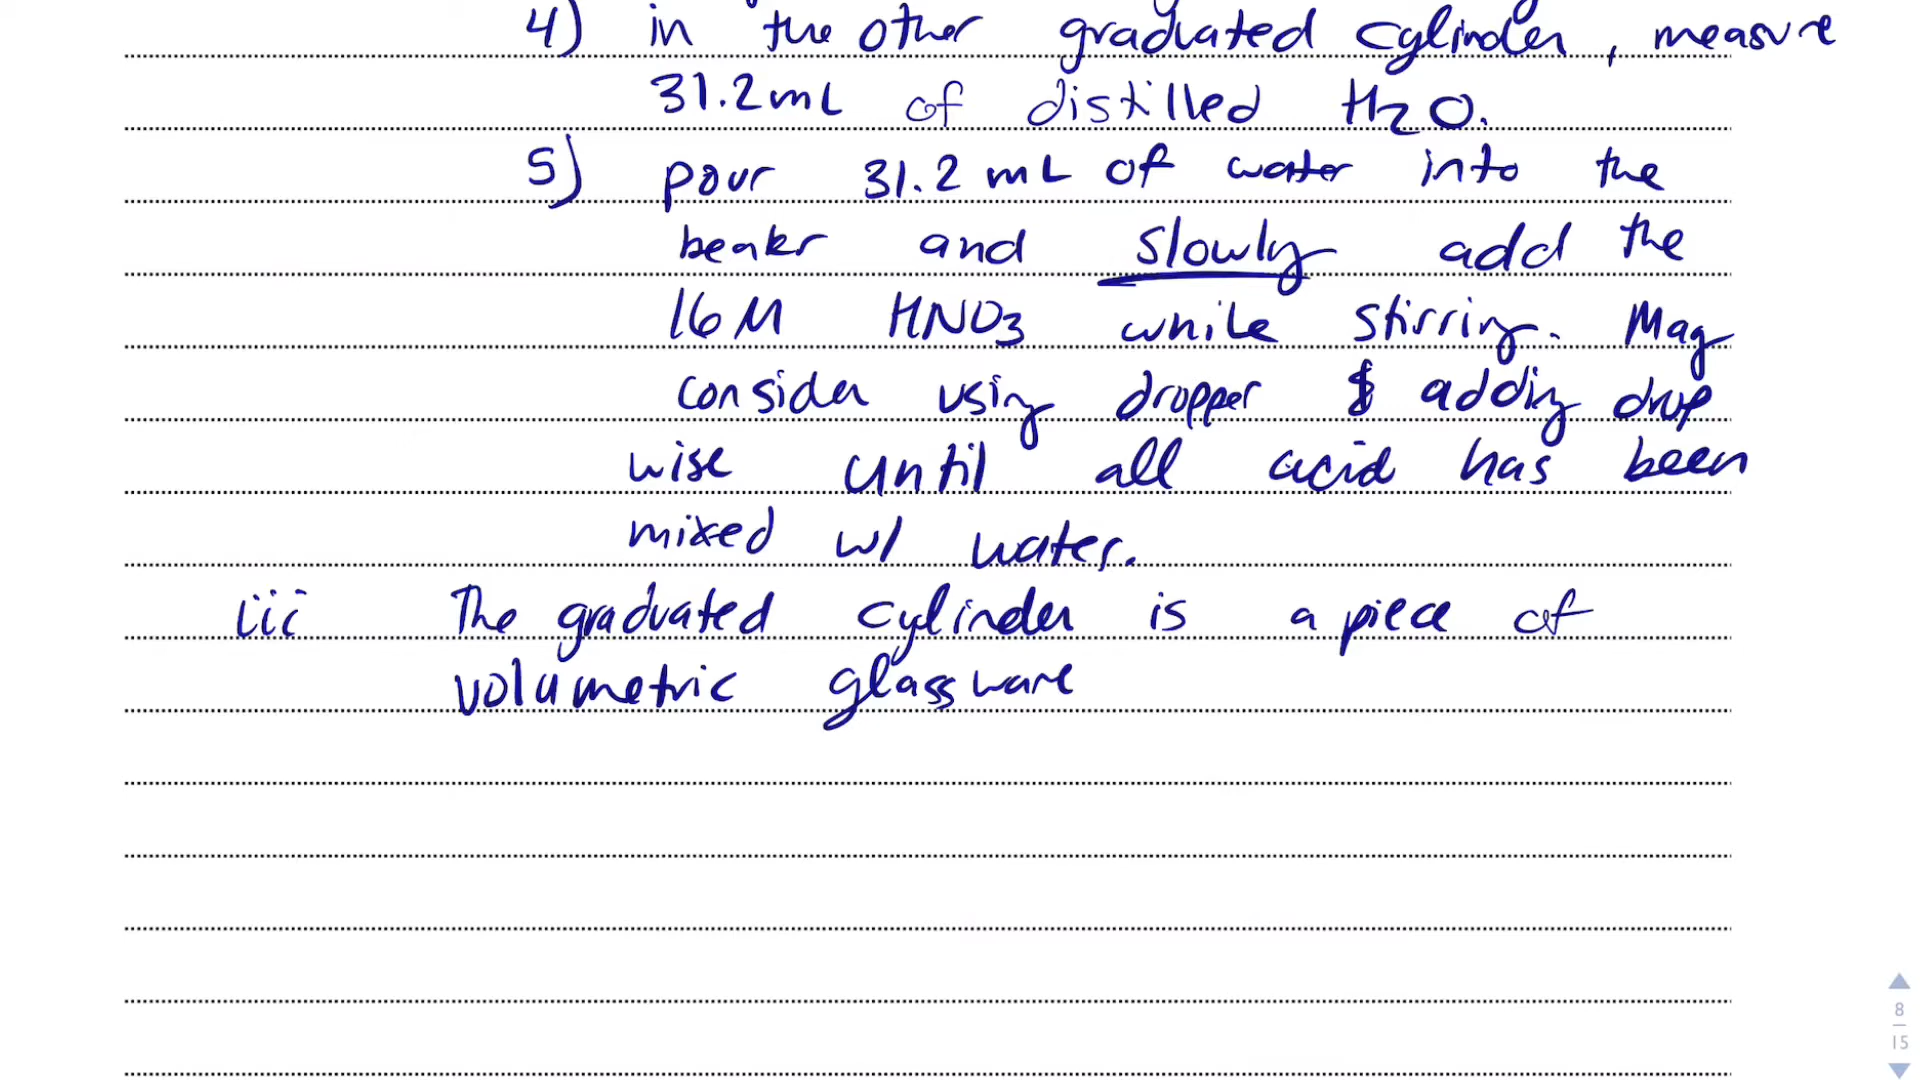 4) in the other graduated cylinder, measure
31.2mL of distilled H2O.
5) pour 31.2 mL of water into the
beaker and slowly add the
16M HNO3 while stirring. May
consider using dropper & adding drop
wise until all acid has been
mixed w/ water.
iii The graduated cylinder is a piece of
volumetric glassware
8
15